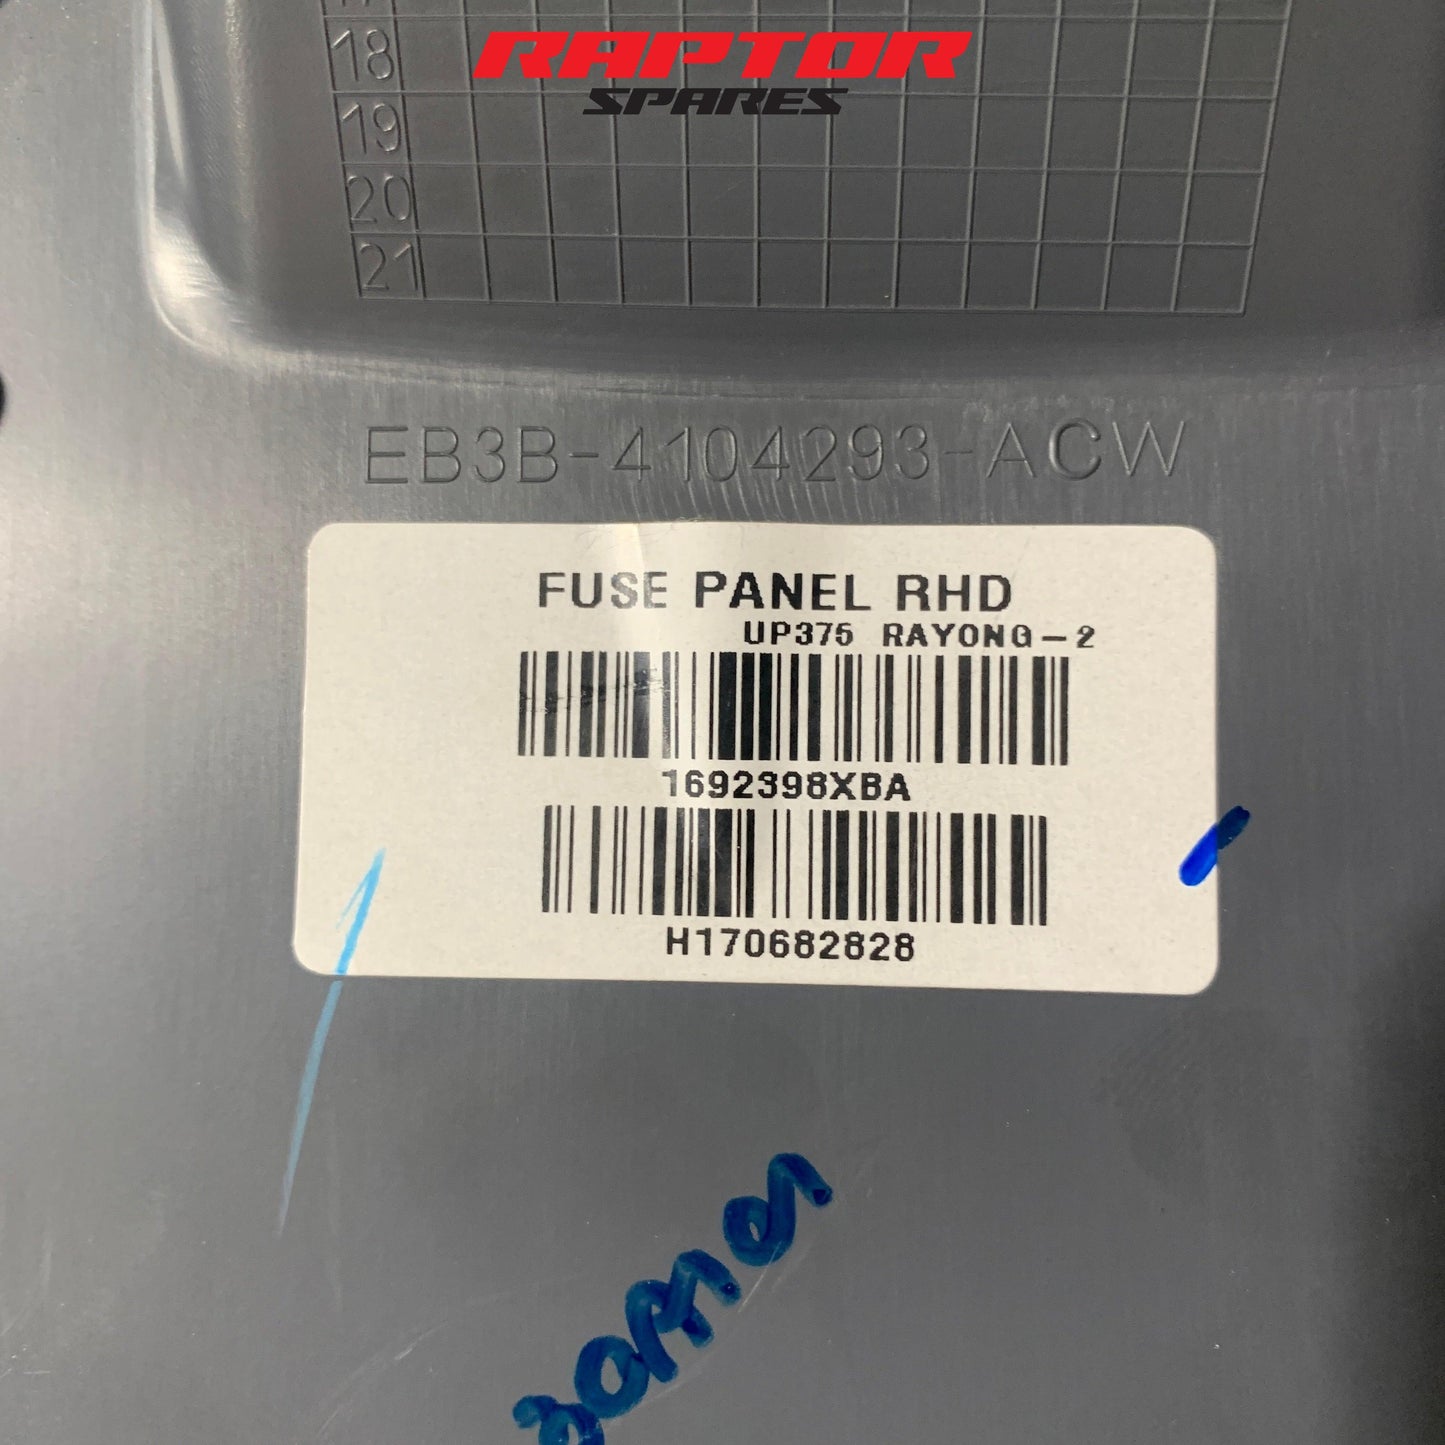 RAPTOR
SPARES
18
19
20
21
EB3B-4104293-ACW
FUSE PANEL RHD
UP375 RAYONG-2
1692398XBA
H170682828